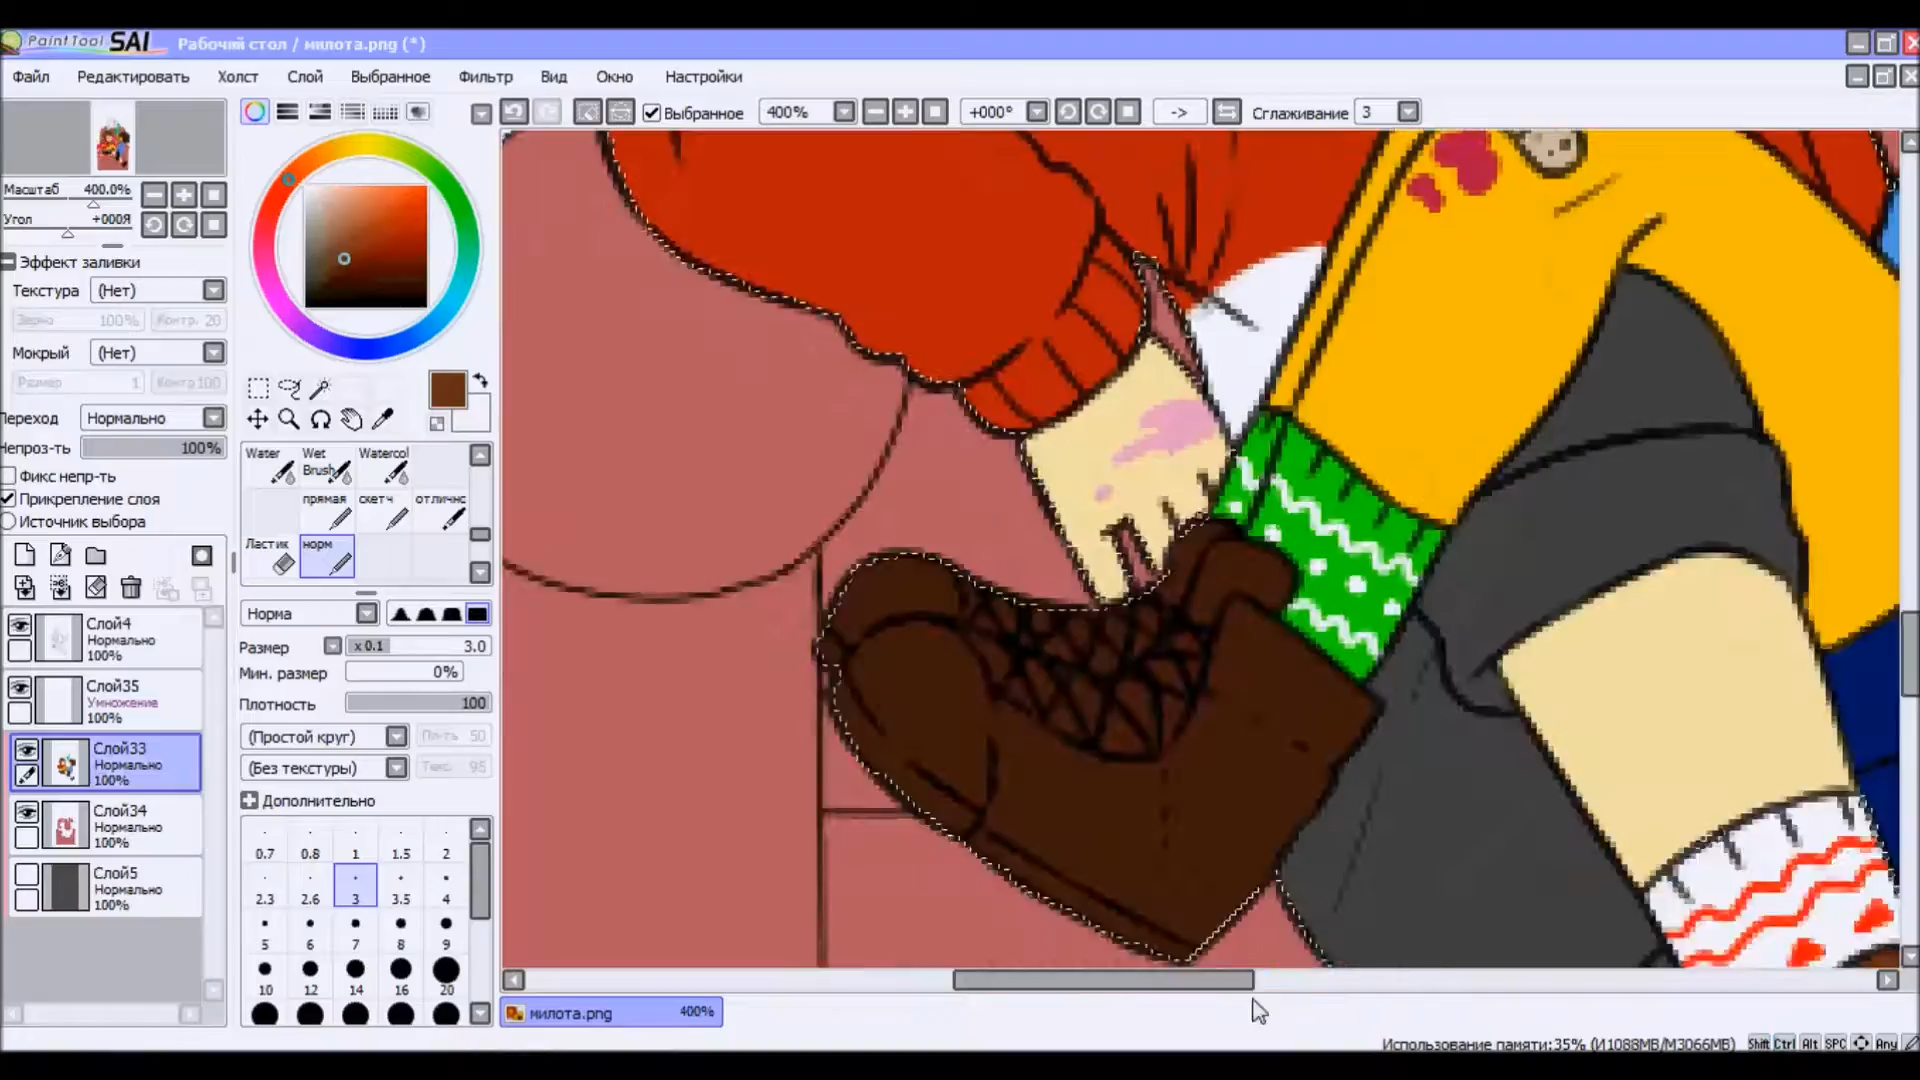 PaintTool SAI Рабочий стол / милота.png (*)
Файл Редактировать Холст Слой Выбранное Фильтр Вид Окно Настройки
Выбранное 400% +000° -> Сглаживание 3
Масштаб 400.0%
Угол +000Я
Эффект заливки
Текстура (Нет)
Зерно 100% Контр. 20
Мокрый (Нет)
Размер 1 Контр 100
Переход Нормально
Непроз-ть 100%
Фикс непр-ть
Прикрепление слоя
Источник выбора
Слой4
Нормально
100%
Слой35
Умножение
100%
Слой33
Нормально
100%
Слой34
Нормально
100%
Слой5
Нормально
100%
Water Wet Brush Watercol
прямая скетч отличнс
Ластик норм
Норма
Размер x 0.1 3.0
Мин. размер 0%
Плотность 100
(Простой круг) 50
(Без текстуры) Текс. 95
Дополнительно
0.7 0.8 1 1.5 2
2.3 2.6 3 3.5 4
5 6 7 8 9
10 12 14 16 20
милота.png 400%
Использование памяти:35% (И1088MB/М3066MB) Shift Ctrl Alt SPC Any